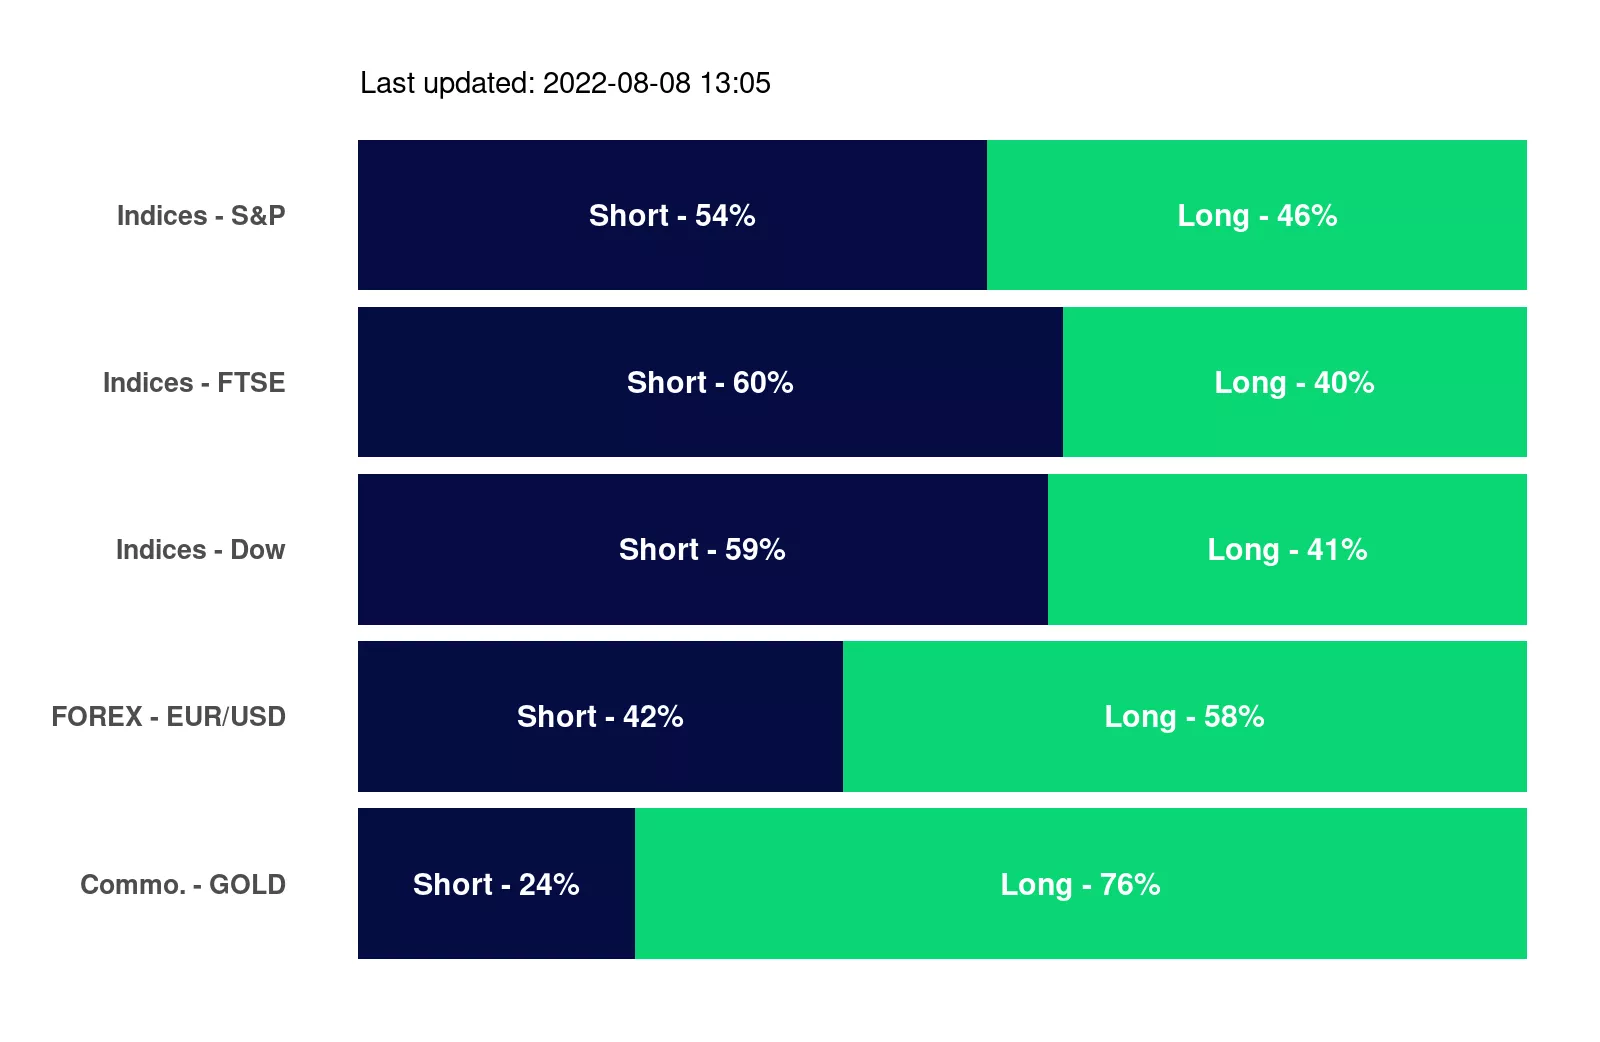 Last updated: 2022-08-08 13:05
Indices - S&P Short - 54% Long - 46%
Indices - FTSE Short - 60% Long - 40%
Indices - Dow Short - 59% Long - 41%
FOREX - EUR/USD Short - 42% Long - 58%
Commo. - GOLD Short - 24% Long - 76%